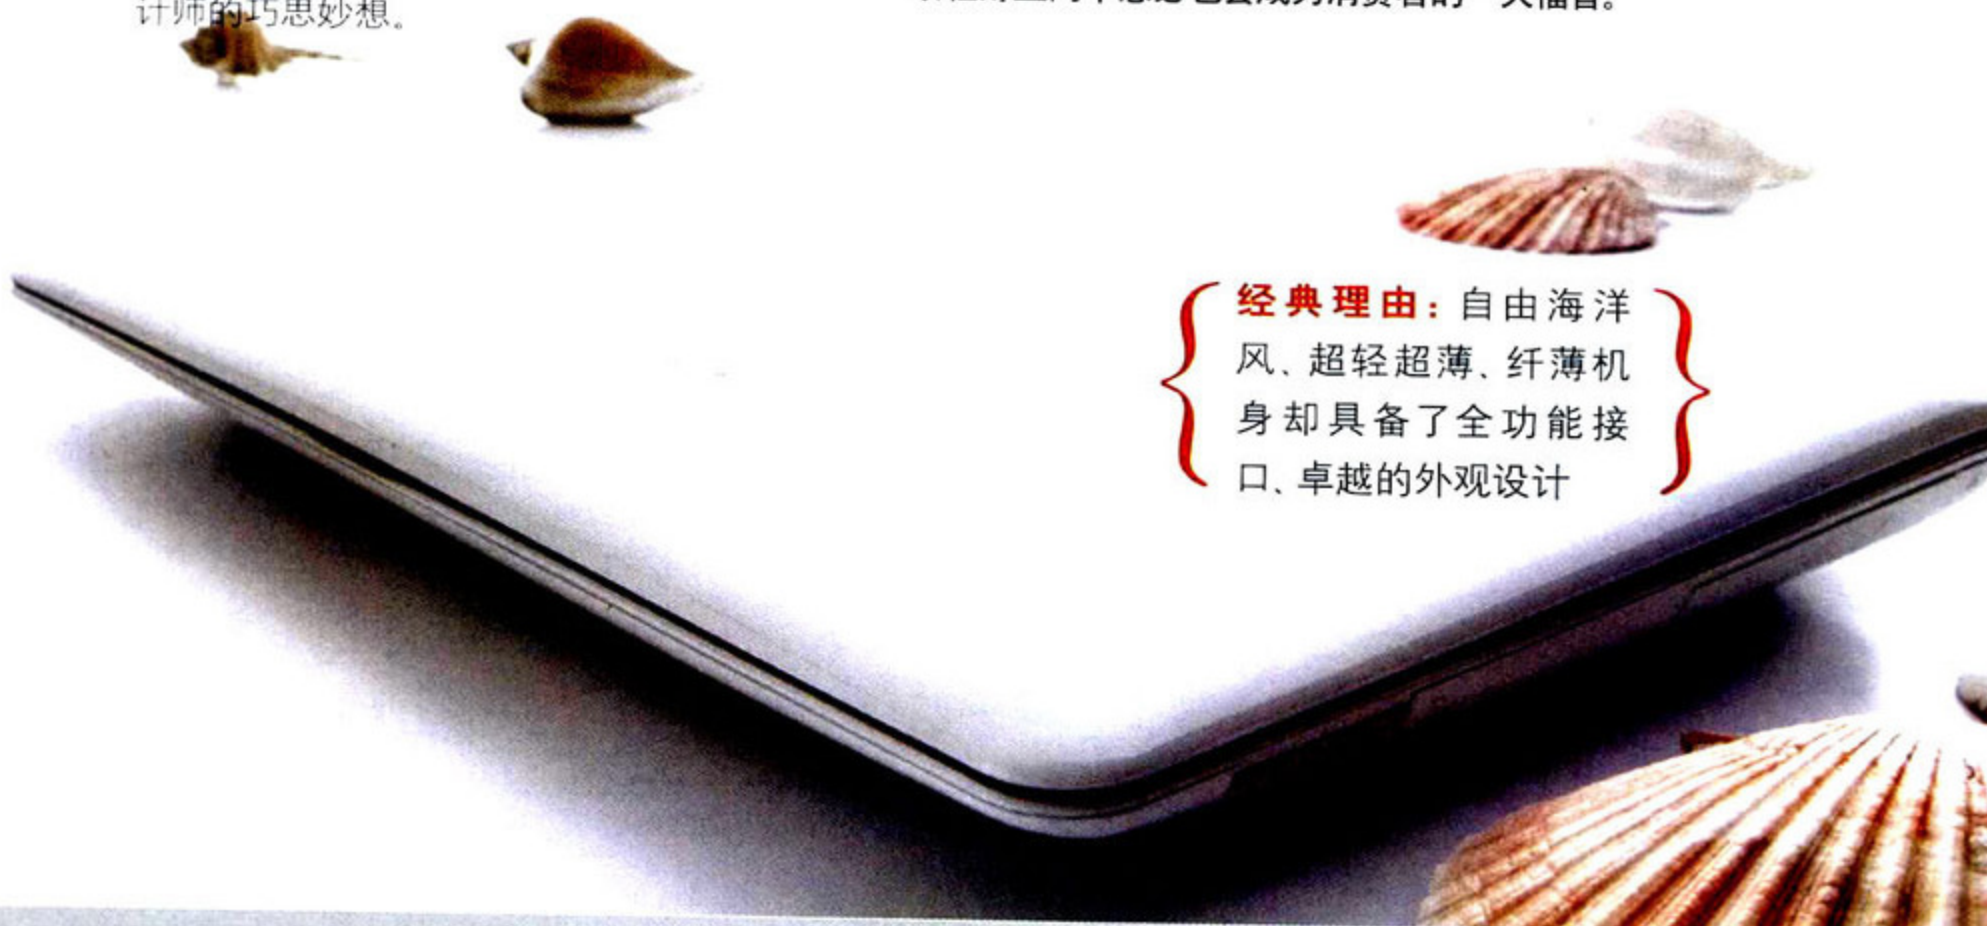 计师的巧思妙想。
经典理由：自由海洋
风、超轻超薄、纤薄机
身却具备了全功能接
口、卓越的外观设计